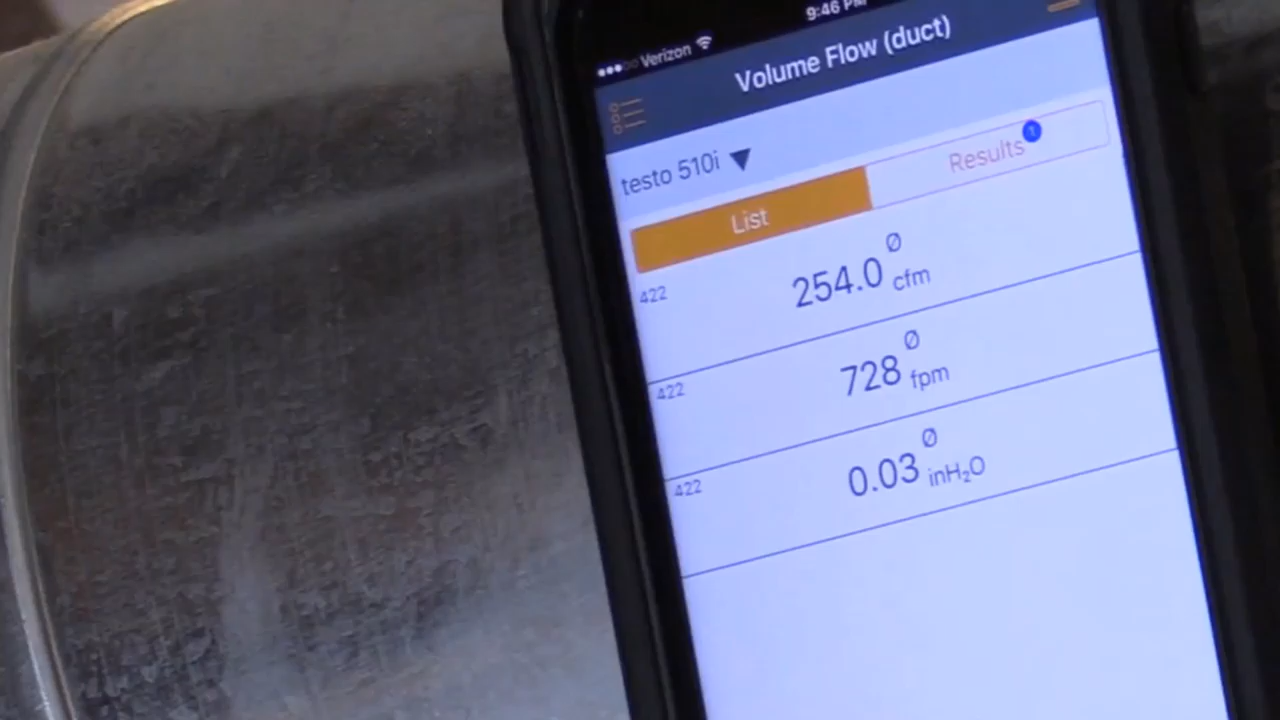 ●●●○○ Verizon 9:46 PM
Volume Flow (duct)
testo 510i ▼
List Results 1
422 254.0 Ø cfm
422 728 Ø fpm
422 0.03 Ø inH₂O